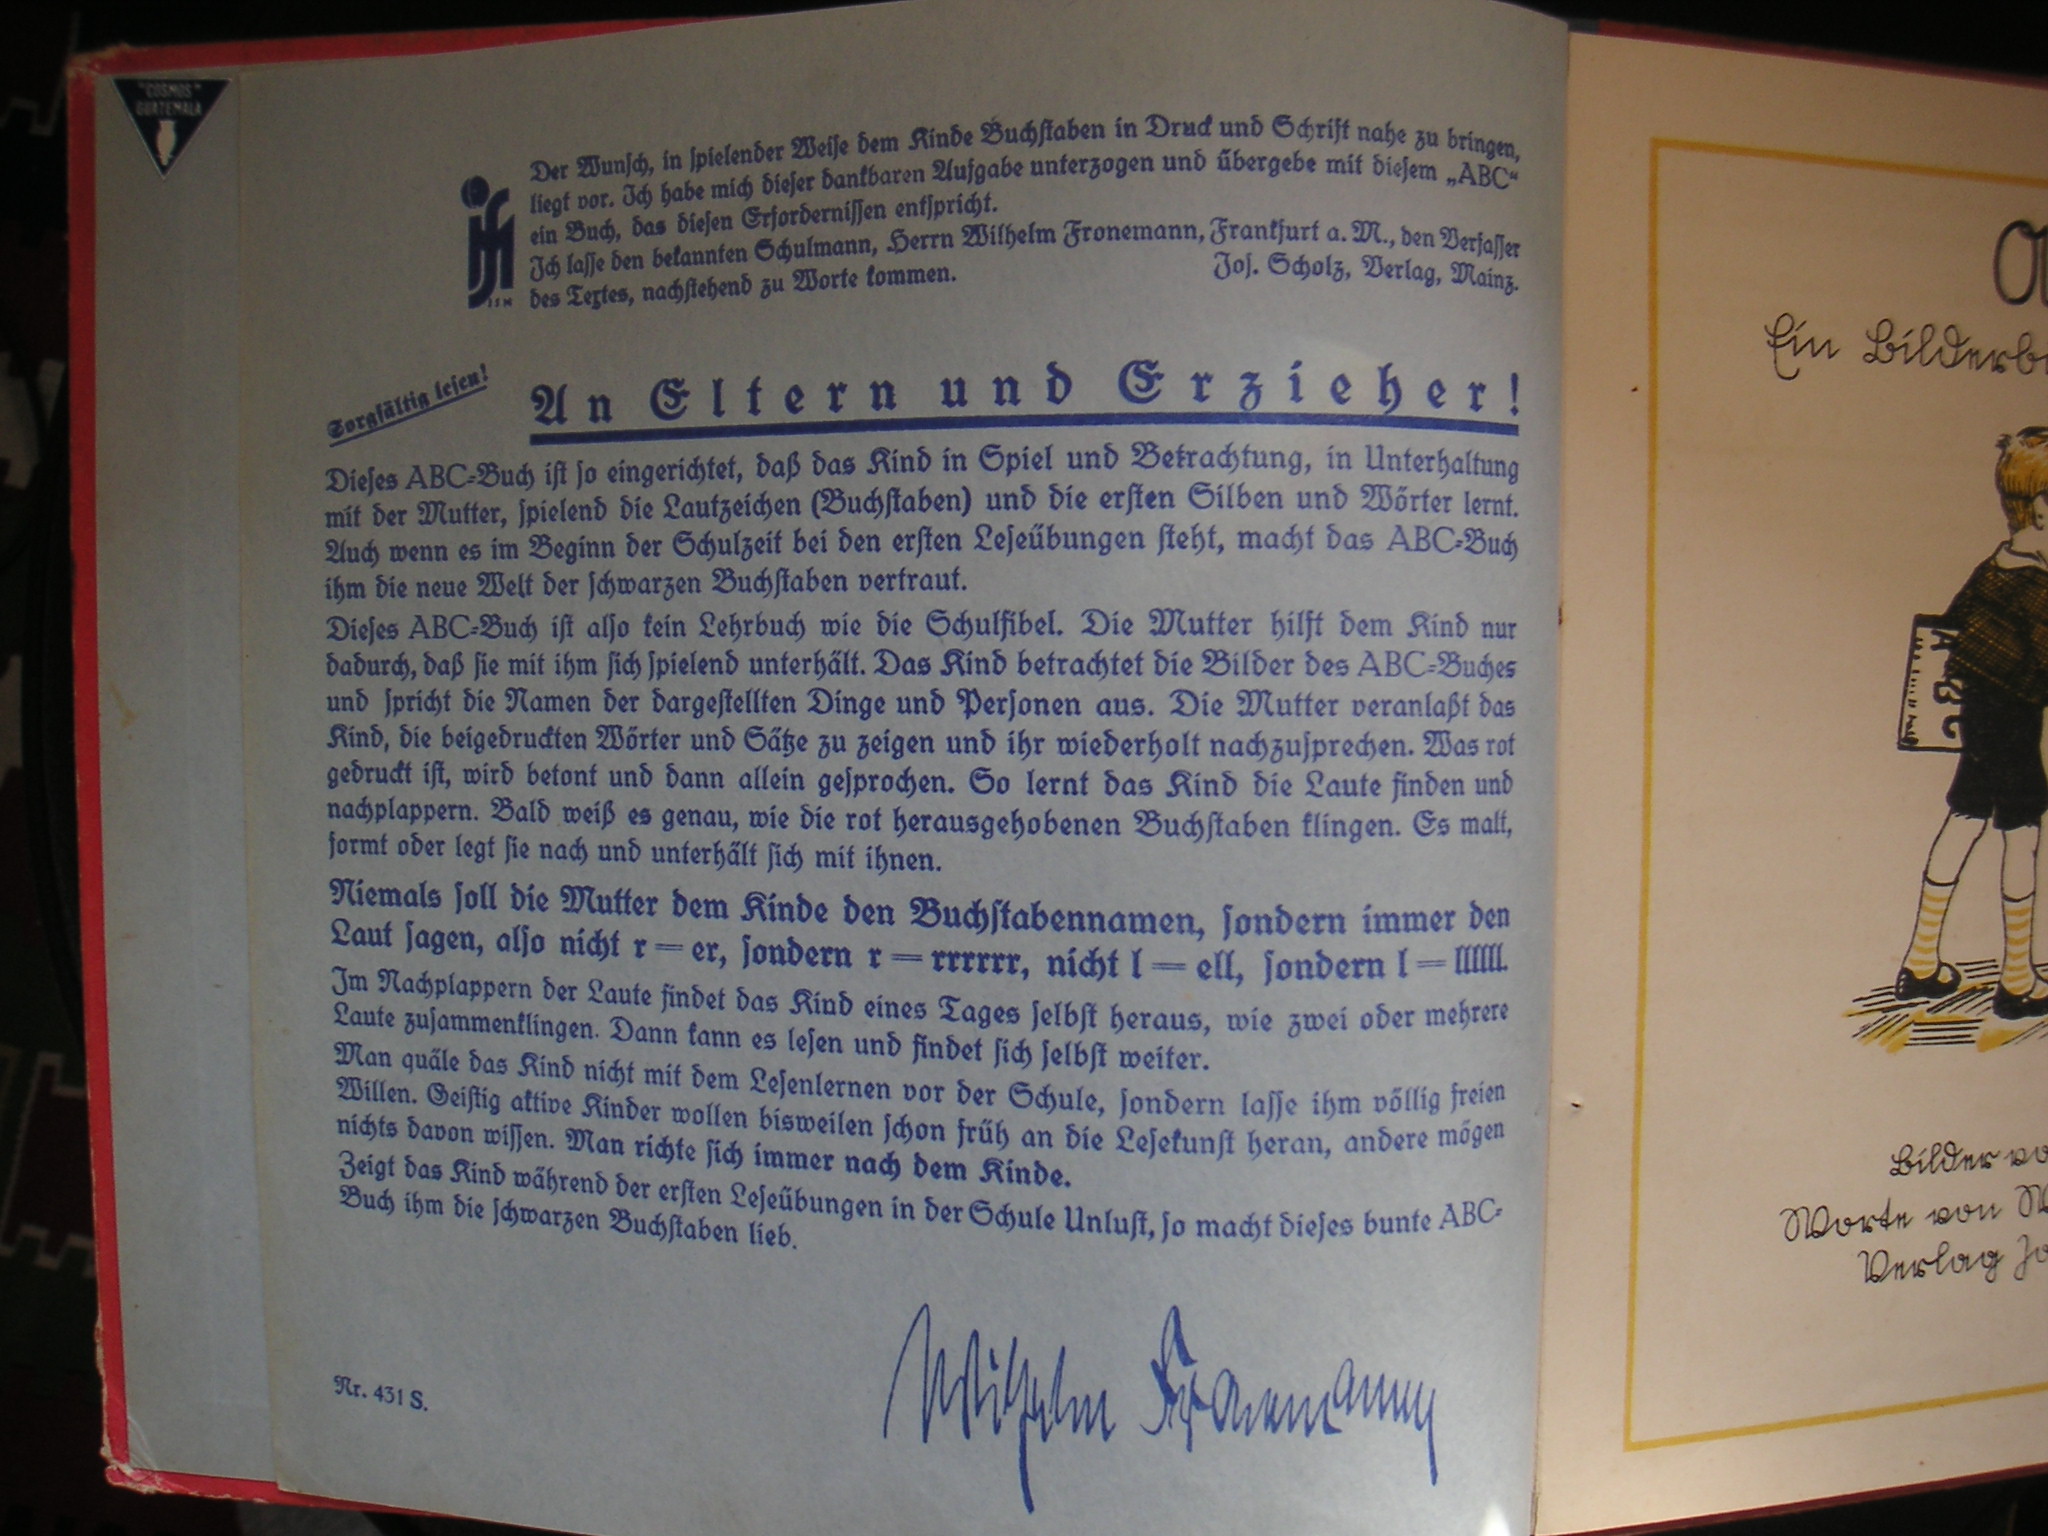 "COSMOS"
GUATEMALA
Der Wunsch, in spielender Weise dem Kinde Buchstaben in Druck und Schrift nahe zu bringen,
liegt vor. Ich habe mich dieser dankbaren Aufgabe unterzogen und übergebe mit diesem „ABC“
ein Buch, das diesen Erfordernissen entspricht.
Ich lasse den bekannten Schulmann, Herrn Wilhelm Fronemann, Frankfurt a. M., den Verfasser
des Textes, nachstehend zu Worte kommen.
Jos. Scholz, Verlag, Mainz.
JSM
Sorgfältig lesen!
An Eltern und Erzieher!
Dieses ABC-Buch ist so eingerichtet, daß das Kind in Spiel und Betrachtung, in Unterhaltung
mit der Mutter, spielend die Lautzeichen (Buchstaben) und die ersten Silben und Wörter lernt.
Auch wenn es im Beginn der Schulzeit bei den ersten Leseübungen steht, macht das ABC-Buch
ihm die neue Welt der schwarzen Buchstaben vertraut.
Dieses ABC-Buch ist also kein Lehrbuch wie die Schulfibel. Die Mutter hilft dem Kind nur
dadurch, daß sie mit ihm sich spielend unterhält. Das Kind betrachtet die Bilder des ABC-Buches
und spricht die Namen der dargestellten Dinge und Personen aus. Die Mutter veranlaßt das
Kind, die beigedruckten Wörter und Sätze zu zeigen und ihr wiederholt nachzusprechen. Was rot
gedruckt ist, wird betont und dann allein gesprochen. So lernt das Kind die Laute finden und
nachplappern. Bald weiß es genau, wie die rot herausgehobenen Buchstaben klingen. Es malt,
formt oder legt sie nach und unterhält sich mit ihnen.
Niemals soll die Mutter dem Kinde den Buchstabennamen, sondern immer den
Laut sagen, also nicht r = er, sondern r = rrrrrr, nicht l = ell, sondern l = llllll.
Im Nachplappern der Laute findet das Kind eines Tages selbst heraus, wie zwei oder mehrere
Laute zusammenklingen. Dann kann es lesen und findet sich selbst weiter.
Man quäle das Kind nicht mit dem Lesenlernen vor der Schule, sondern lasse ihm völlig freien
Willen. Geistig aktive Kinder wollen bisweilen schon früh an die Lesekunst heran, andere mögen
nichts davon wissen. Man richte sich immer nach dem Kinde.
Zeigt das Kind während der ersten Leseübungen in der Schule Unlust, so macht dieses bunte ABC-
Buch ihm die schwarzen Buchstaben lieb.
Wilhelm Fronemann
Nr. 431 S.
Ein
A
B
C
Bilder
Worte von
Verlag